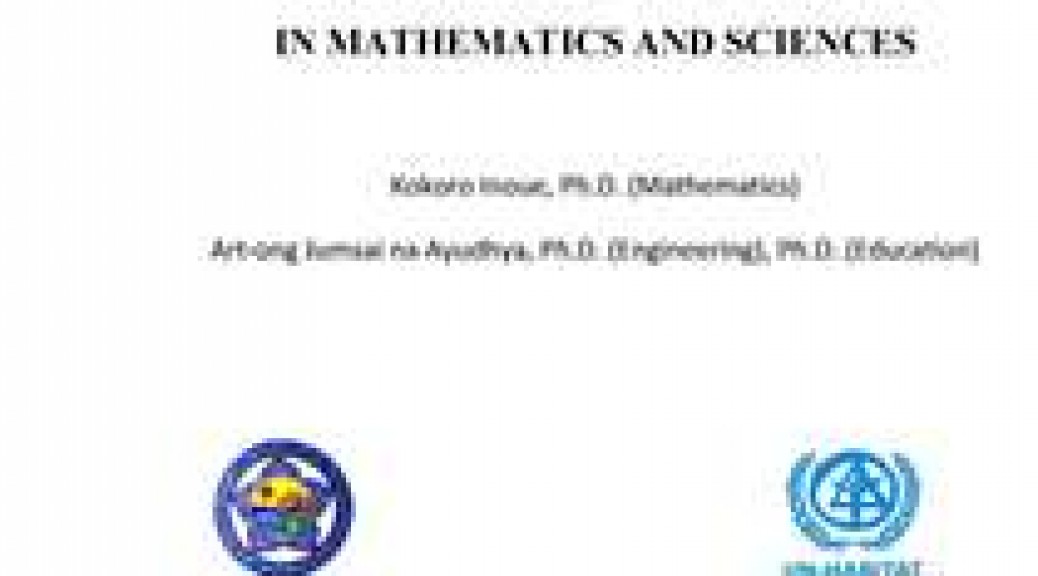 IN MATHEMATICS AND SCIENCES
Kokoro Inoue, Ph.D. (Mathematics)
Art-ong Jumsai na Ayudhya, Ph.D. (Engineering), Ph.D. (Education)
UN-HABITAT